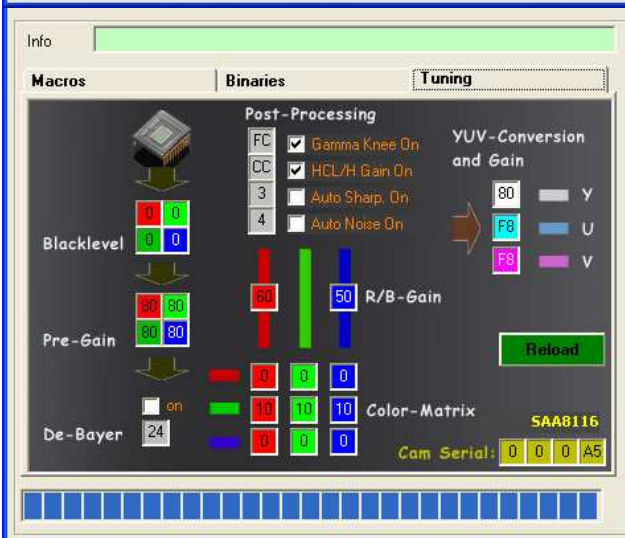 Info
Macros Binaries Tuning
Post-Processing
FC Gamma Knee On
CC HCL/H Gain On
3 Auto Sharp. On
4 Auto Noise On
YUV-Conversion
and Gain
80 Y
F8 U
F8 V
0 0
Blacklevel 0 0
80 80
Pre-Gain 80 80
60 50 R/B-Gain
Reload
on
De-Bayer 24
0 0 0
10 10 10 Color-Matrix
0 0 0
SAA8116
Cam Serial: 0 0 0 A5